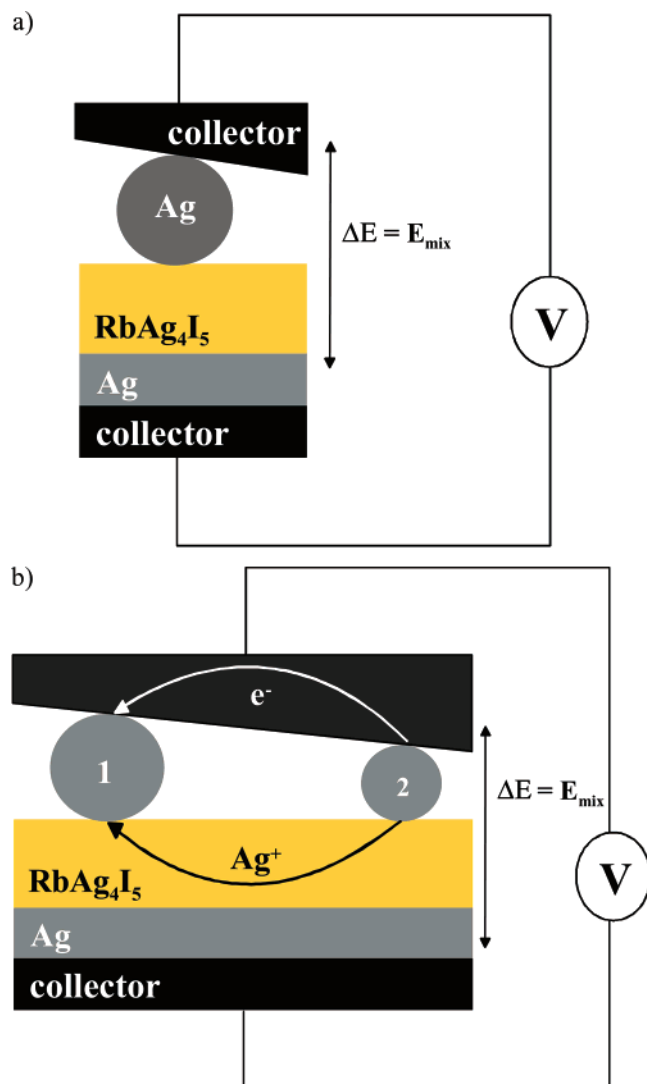 a)
collector
Ag
ΔE = Emix
V
RbAg4I5
Ag
collector
b)
e-
1
2
ΔE = Emix
Ag+
V
RbAg4I5
Ag
collector